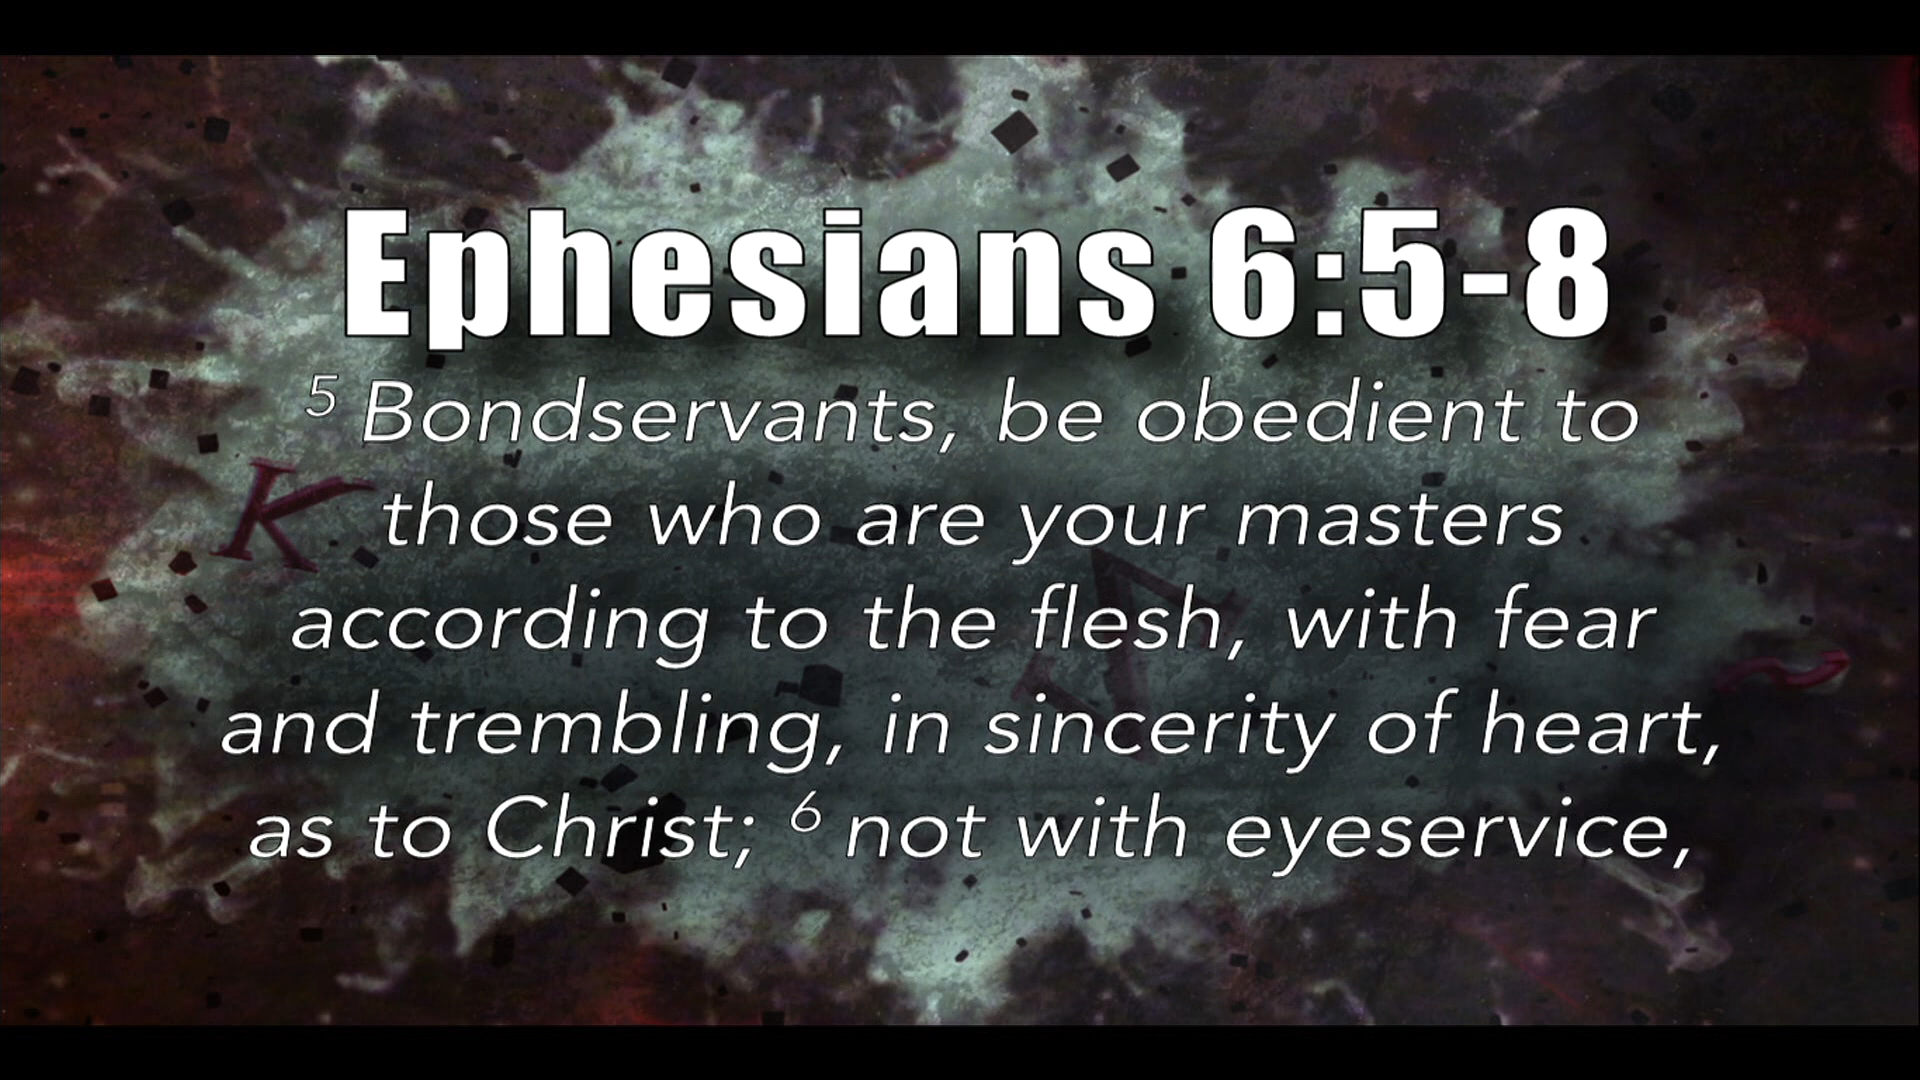 Ephesians 6:5-8
5 Bondservants, be obedient to
those who are your masters
according to the flesh, with fear
and trembling, in sincerity of heart,
as to Christ; 6 not with eyeservice,
K